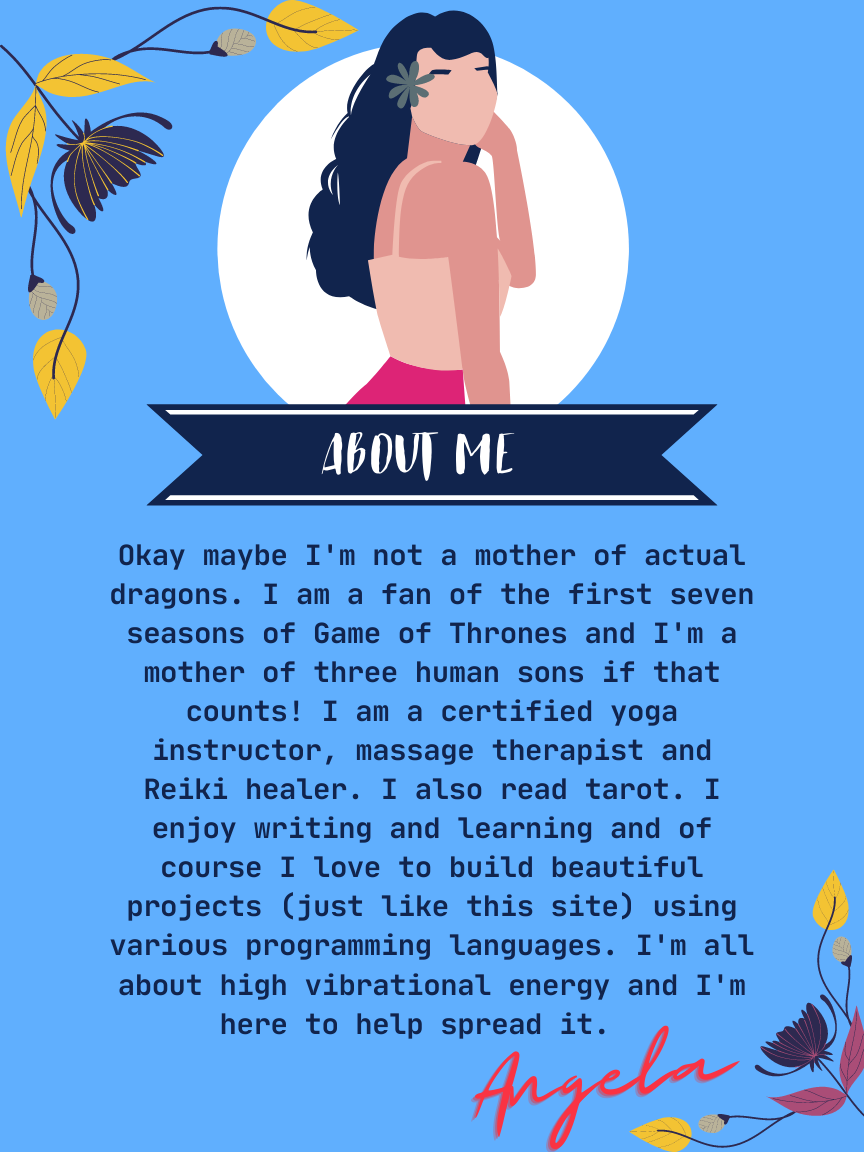 ABOUT ME
Okay maybe I'm not a mother of actual
dragons. I am a fan of the first seven
seasons of Game of Thrones and I'm a
mother of three human sons if that
counts! I am a certified yoga
instructor, massage therapist and
Reiki healer. I also read tarot. I
enjoy writing and learning and of
course I love to build beautiful
projects (just like this site) using
various programming languages. I'm all
about high vibrational energy and I'm
here to help spread it.
Angela